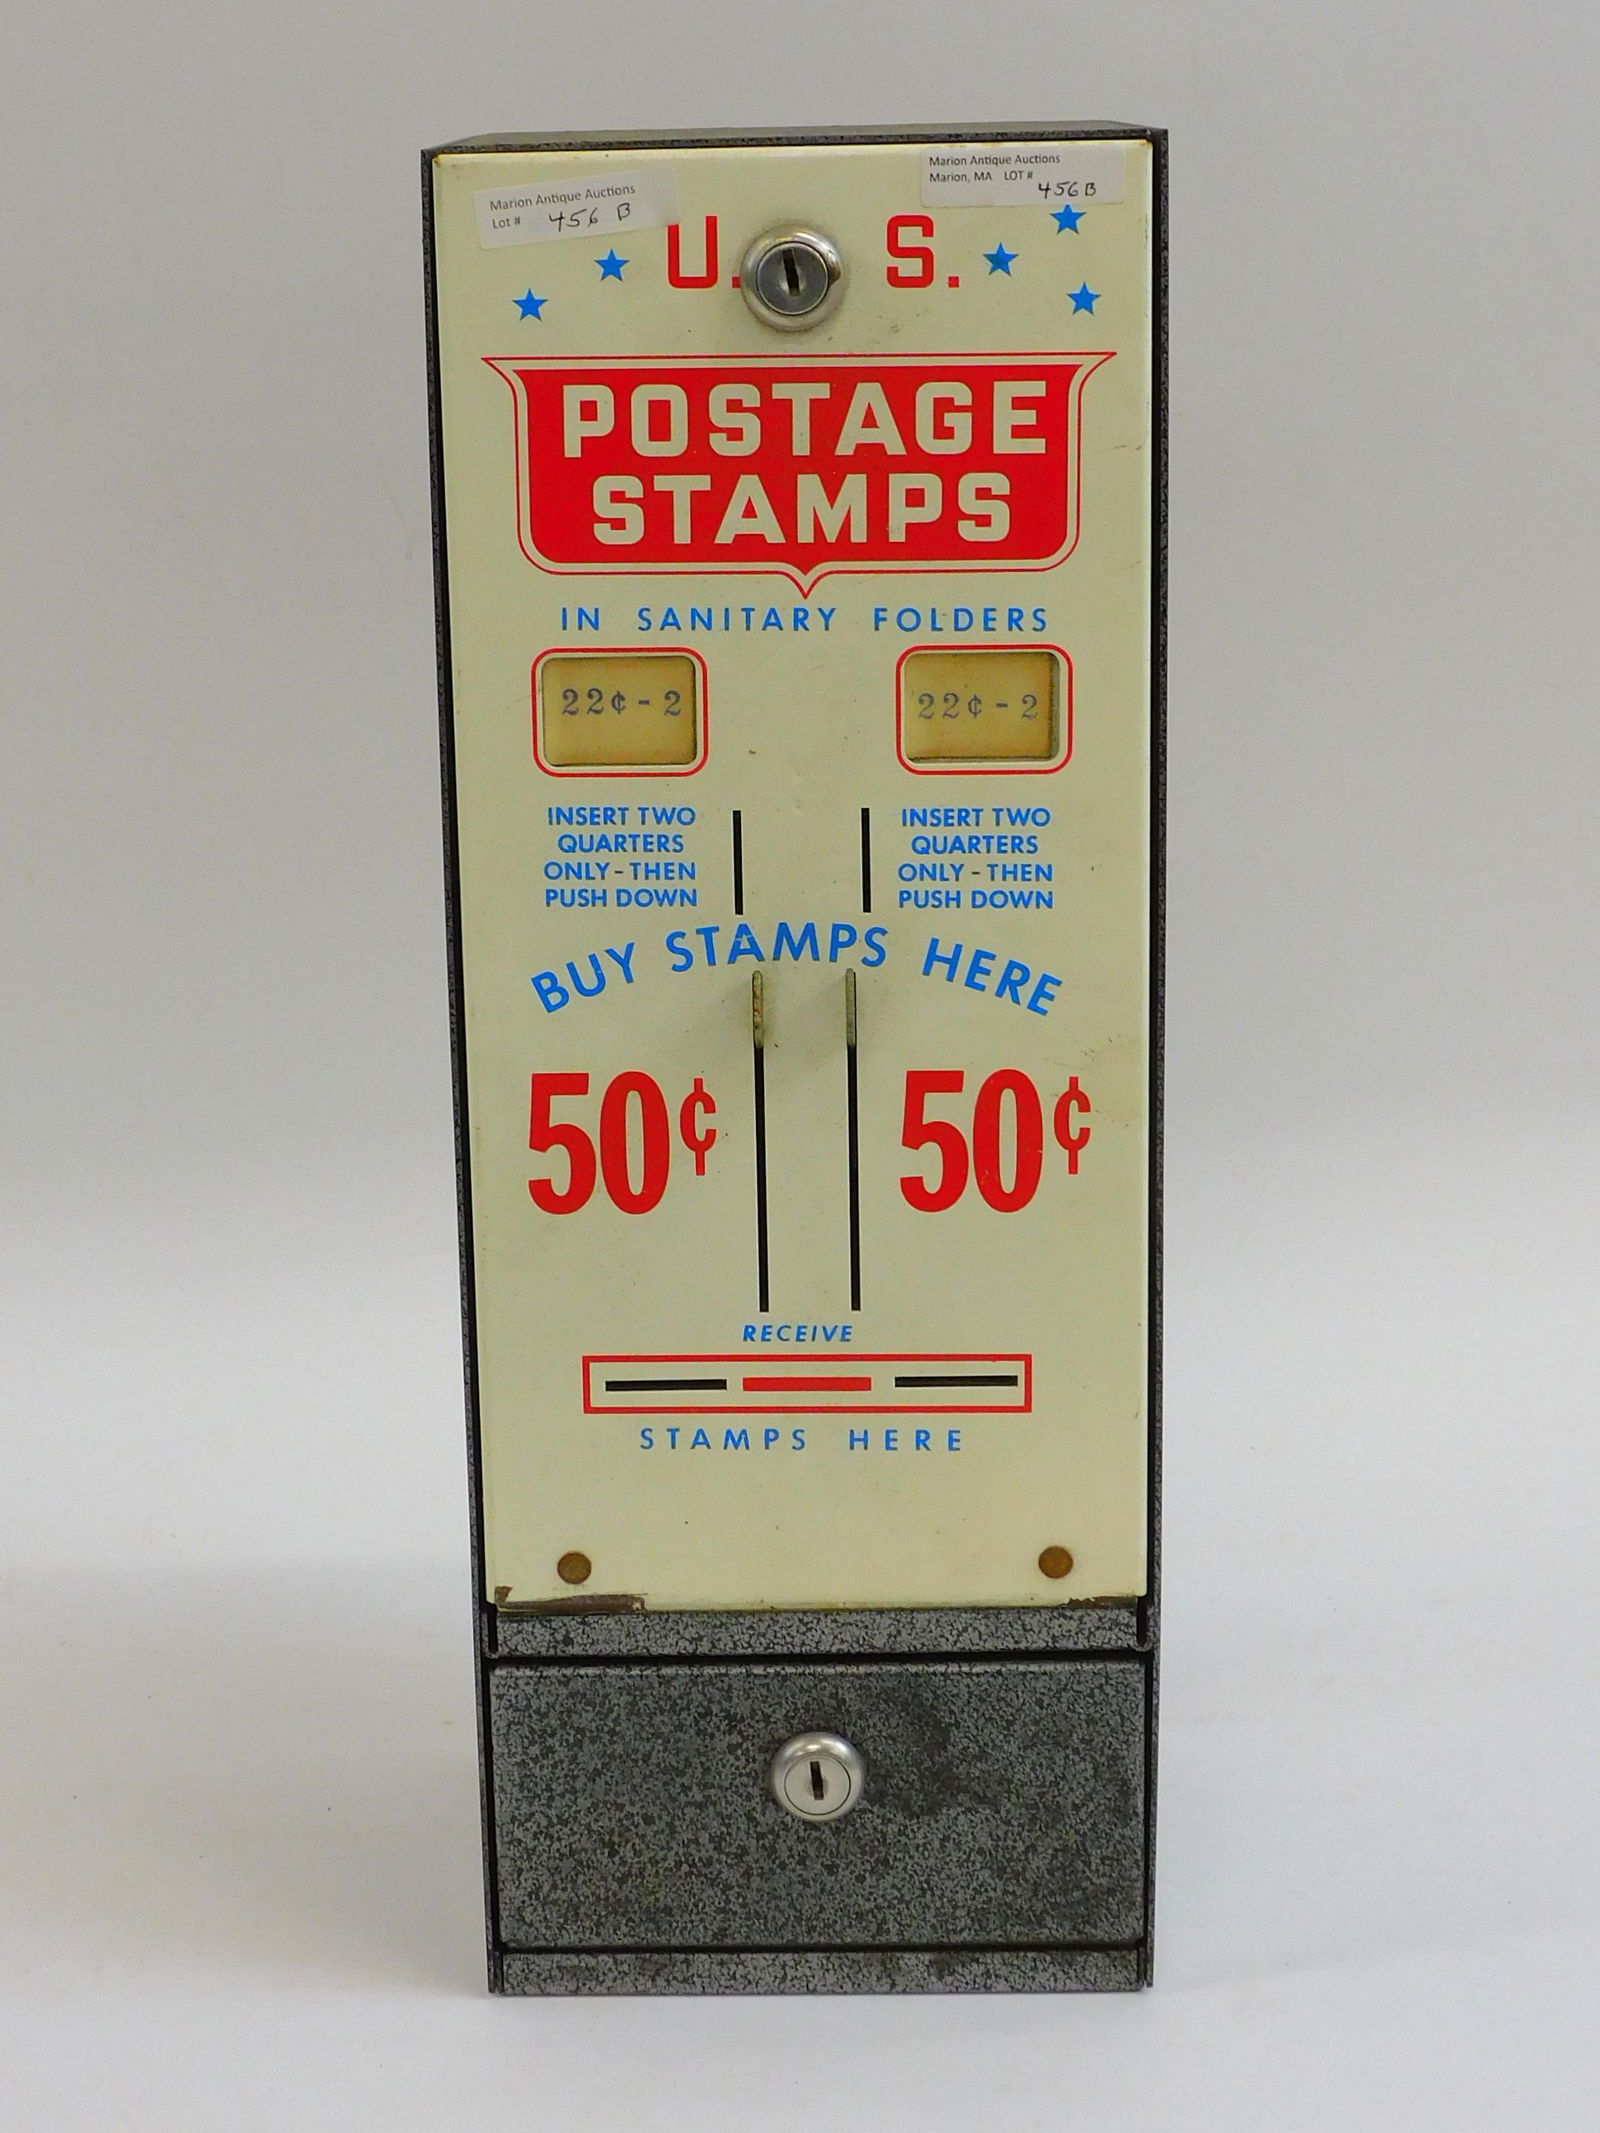 Marion Antique Auctions
Lot # 456 B
Marion Antique Auctions
Marion, MA LOT #
456 B
U. S.
POSTAGE
STAMPS
IN SANITARY FOLDERS
22¢-2
22¢-2
INSERT TWO
QUARTERS
ONLY-THEN
PUSH DOWN
INSERT TWO
QUARTERS
ONLY-THEN
PUSH DOWN
BUY STAMPS HERE
50¢
50¢
RECEIVE
STAMPS HERE